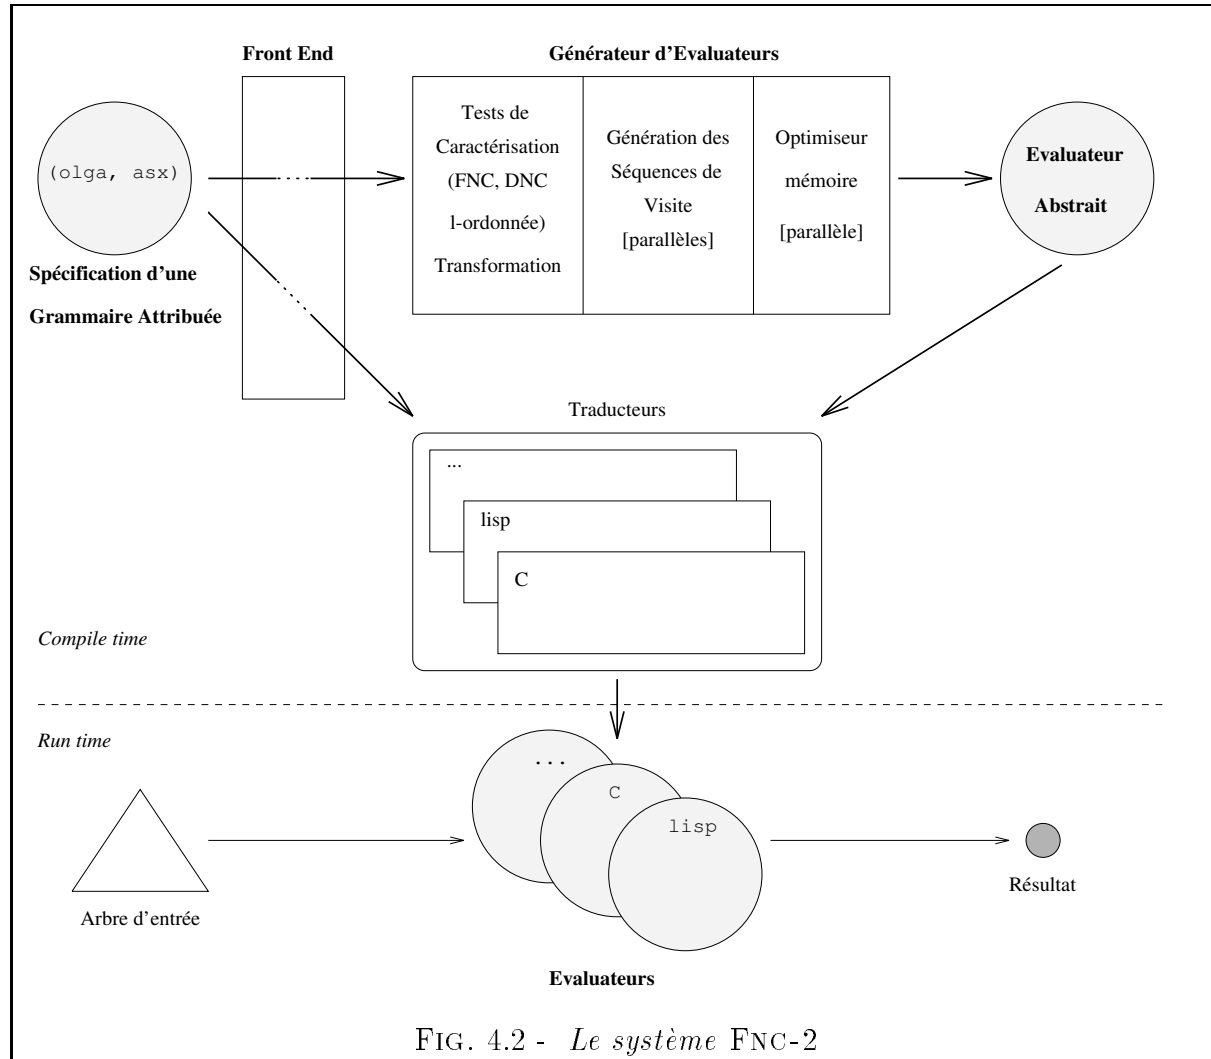 Front End
Générateur d'Evaluateurs
(olga, asx)
Spécification d'une
Grammaire Attribuée
Tests de
Caractérisation
(FNC, DNC
l-ordonnée)
Transformation
Génération des
Séquences de
Visite
[parallèles]
Optimiseur
mémoire
[parallèle]
Evaluateur
Abstrait
Traducteurs
...
lisp
C
Compile time
Run time
...
C
lisp
Arbre d'entrée
Résultat
Evaluateurs
FIG. 4.2 - Le système FNC-2